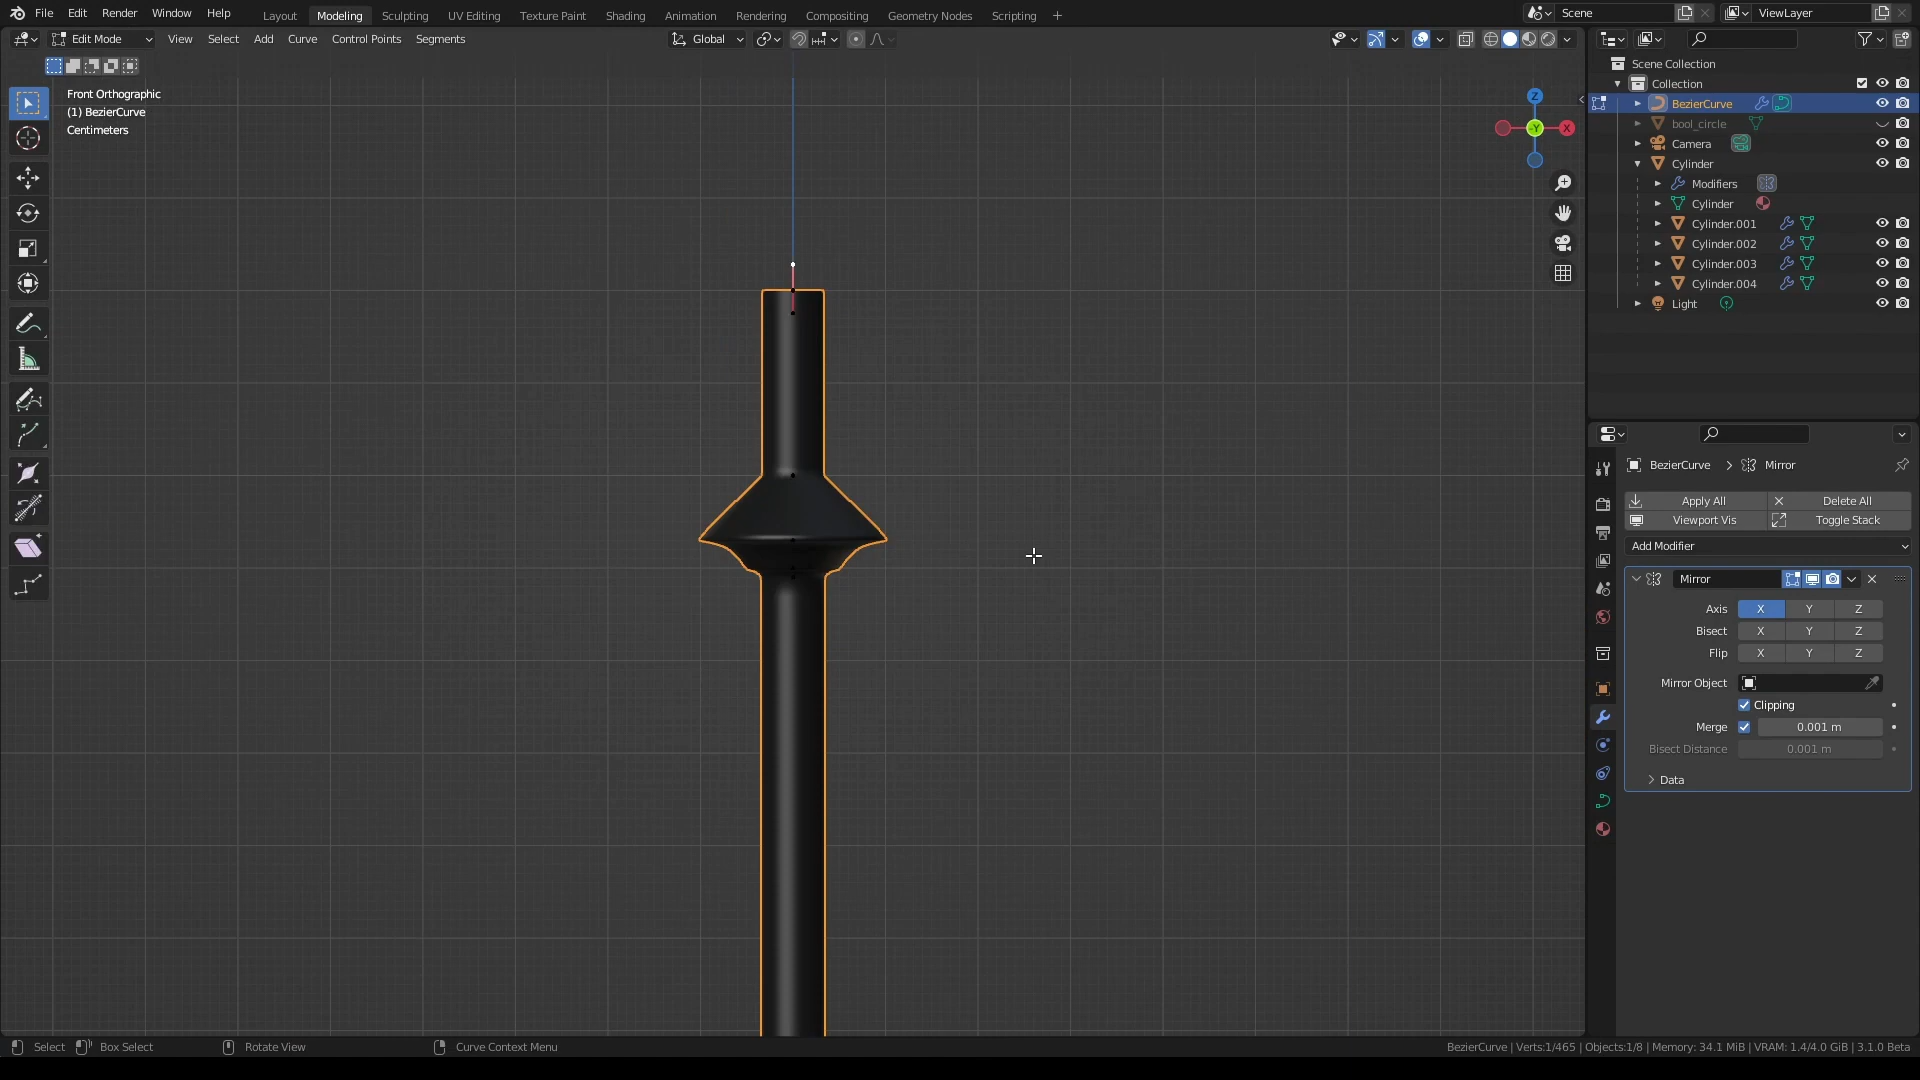 File Edit Render Window Help Layout Modeling Sculpting UV Editing Texture Paint Shading Animation Rendering Compositing Geometry Nodes Scripting + Scene ViewLayer
Edit Mode View Select Add Curve Control Points Segments Global
Front Orthographic
(1) BezierCurve
Centimeters
Z
-Y
X
Scene Collection
Collection
BezierCurve
bool_circle
Camera
Cylinder
Modifiers
Cylinder
Cylinder.001
Cylinder.002
Cylinder.003
Cylinder.004
Light
BezierCurve > Mirror
Apply All Delete All
Viewport Vis Toggle Stack
Add Modifier
Mirror
Axis X Y Z
Bisect X Y Z
Flip X Y Z
Mirror Object
Clipping
Merge 0.001 m
Bisect Distance 0.001 m
Data
Select Box Select Rotate View Curve Context Menu BezierCurve | Verts:1/465 | Objects:1/8 | Memory: 34.1 MiB | VRAM: 1.4/4.0 GiB | 3.1.0 Beta